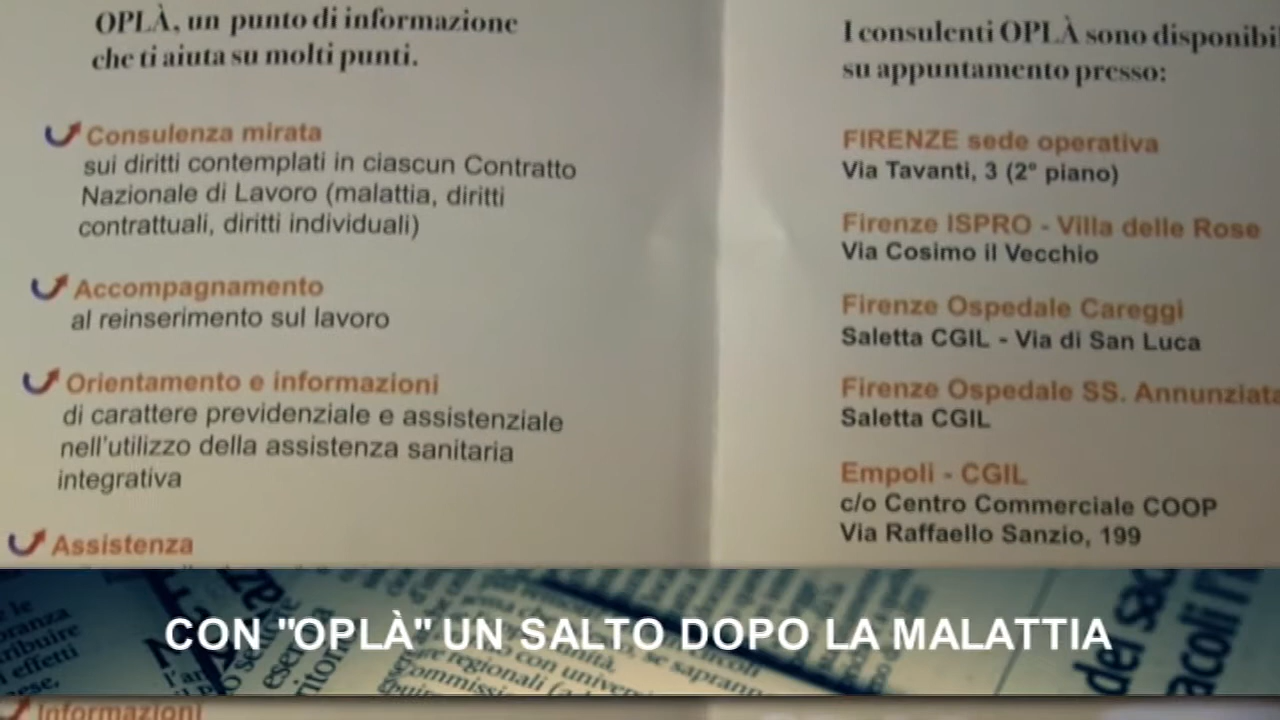 OPLÀ, un punto di informazione
che ti aiuta su molti punti.
Consulenza mirata
sui diritti contemplati in ciascun Contratto
Nazionale di Lavoro (malattia, diritti
contrattuali, diritti individuali)
Accompagnamento
al reinserimento sul lavoro
Orientamento e informazioni
di carattere previdenziale e assistenziale
nell'utilizzo della assistenza sanitaria
integrativa
Assistenza
Informazioni
I consulenti OPLÀ sono disponibi
su appuntamento presso:
FIRENZE sede operativa
Via Tavanti, 3 (2° piano)
Firenze ISPRO - Villa delle Rose
Via Cosimo il Vecchio
Firenze Ospedale Careggi
Saletta CGIL - Via di San Luca
Firenze Ospedale SS. Annunziata
Saletta CGIL
Empoli - CGIL
c/o Centro Commerciale COOP
Via Raffaello Sanzio, 199
CON "OPLÀ" UN SALTO DOPO LA MALATTIA